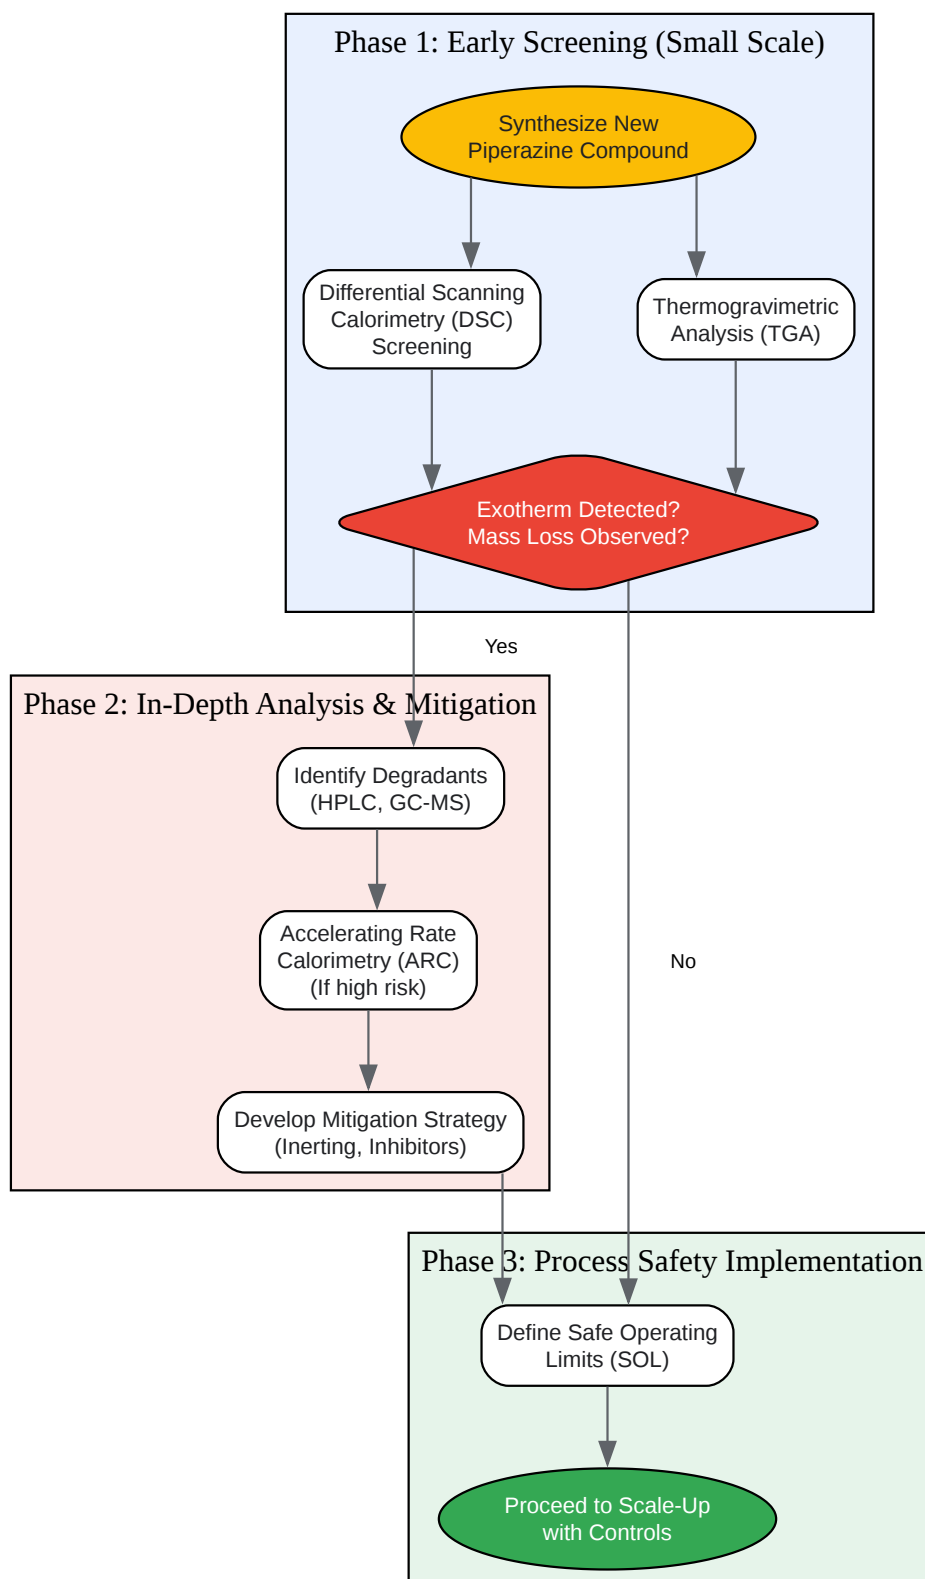 Phase 1: Early Screening (Small Scale)
Synthesize New
Piperazine Compound
Differential Scanning
Calorimetry (DSC)
Screening
Thermogravimetric
Analysis (TGA)
Exotherm Detected?
Mass Loss Observed?
Yes
Phase 2: In-Depth Analysis & Mitigation
Identify Degradants
(HPLC, GC-MS)
Accelerating Rate
Calorimetry (ARC)
(If high risk)
No
Develop Mitigation Strategy
(Inerting, Inhibitors)
Phase 3: Process Safety Implementation
Define Safe Operating
Limits (SOL)
Proceed to Scale-Up
with Controls